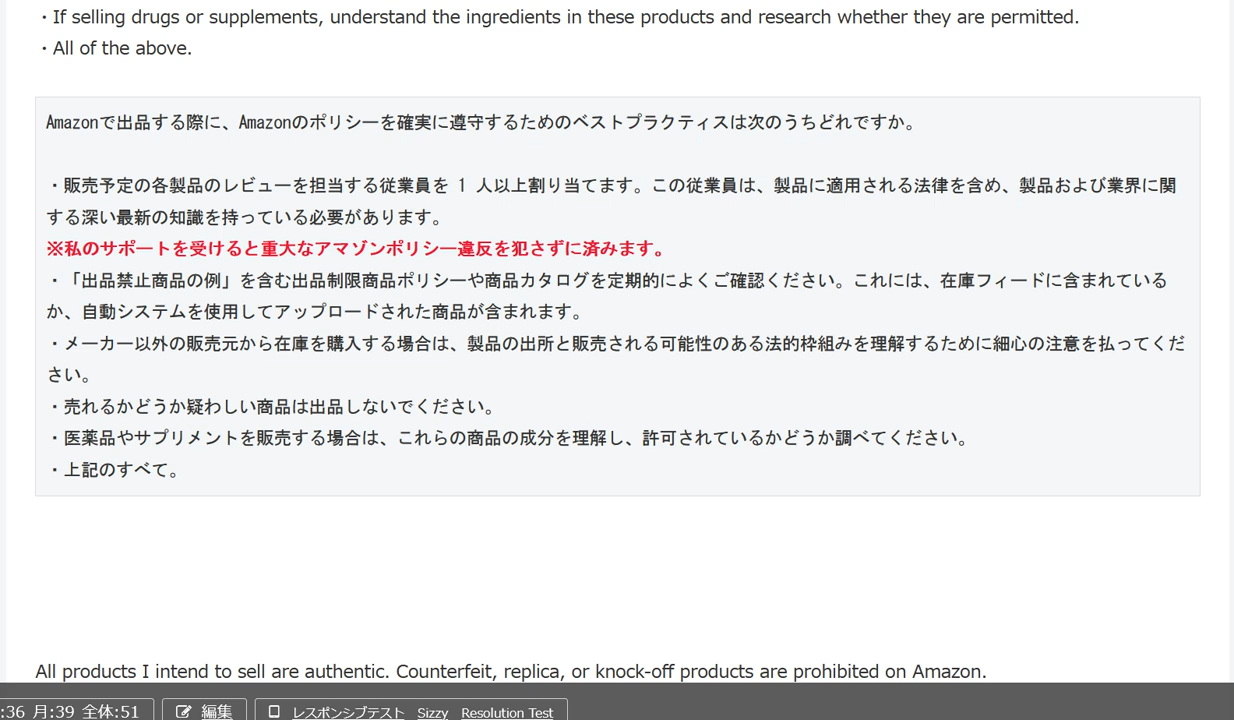 ・If selling drugs or supplements, understand the ingredients in these products and research whether they are permitted.
・All of the above.
Amazonで出品する際に、Amazonのポリシーを確実に遵守するためのベストプラクティスは次のうちどれですか。
・販売予定の各製品のレビューを担当する従業員を 1 人以上割り当てます。この従業員は、製品に適用される法律を含め、製品および業界に関
する深い最新の知識を持っている必要があります。
※私のサポートを受けると重大なアマゾンポリシー違反を犯さずに済みます。
・「出品禁止商品の例」を含む出品制限商品ポリシーや商品カタログを定期的によくご確認ください。これには、在庫フィードに含まれている
か、自動システムを使用してアップロードされた商品が含まれます。
・メーカー以外の販売元から在庫を購入する場合は、製品の出所と販売される可能性のある法的枠組みを理解するために細心の注意を払ってくだ
さい。
・売れるかどうか疑わしい商品は出品しないでください。
・医薬品やサプリメントを販売する場合は、これらの商品の成分を理解し、許可されているかどうか調べてください。
・上記のすべて。
All products I intend to sell are authentic. Counterfeit, replica, or knock-off products are prohibited on Amazon.
:36 月:39 全体:51 編集 レスポンシブテスト Sizzy Resolution Test